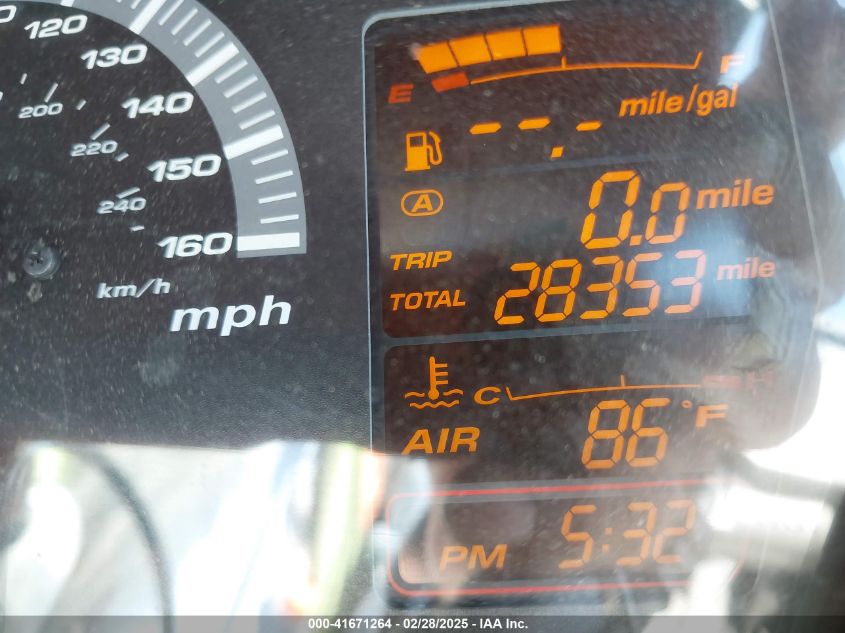 120
130
140
150
160
200
220
240
km/h
mph
E F
mile/gal
--.-
A 0.0 mile
TRIP
TOTAL 28353 mile
C H
AIR 86°F
PM 5:32
000-41671264 - 02/28/2025 - IAA Inc.